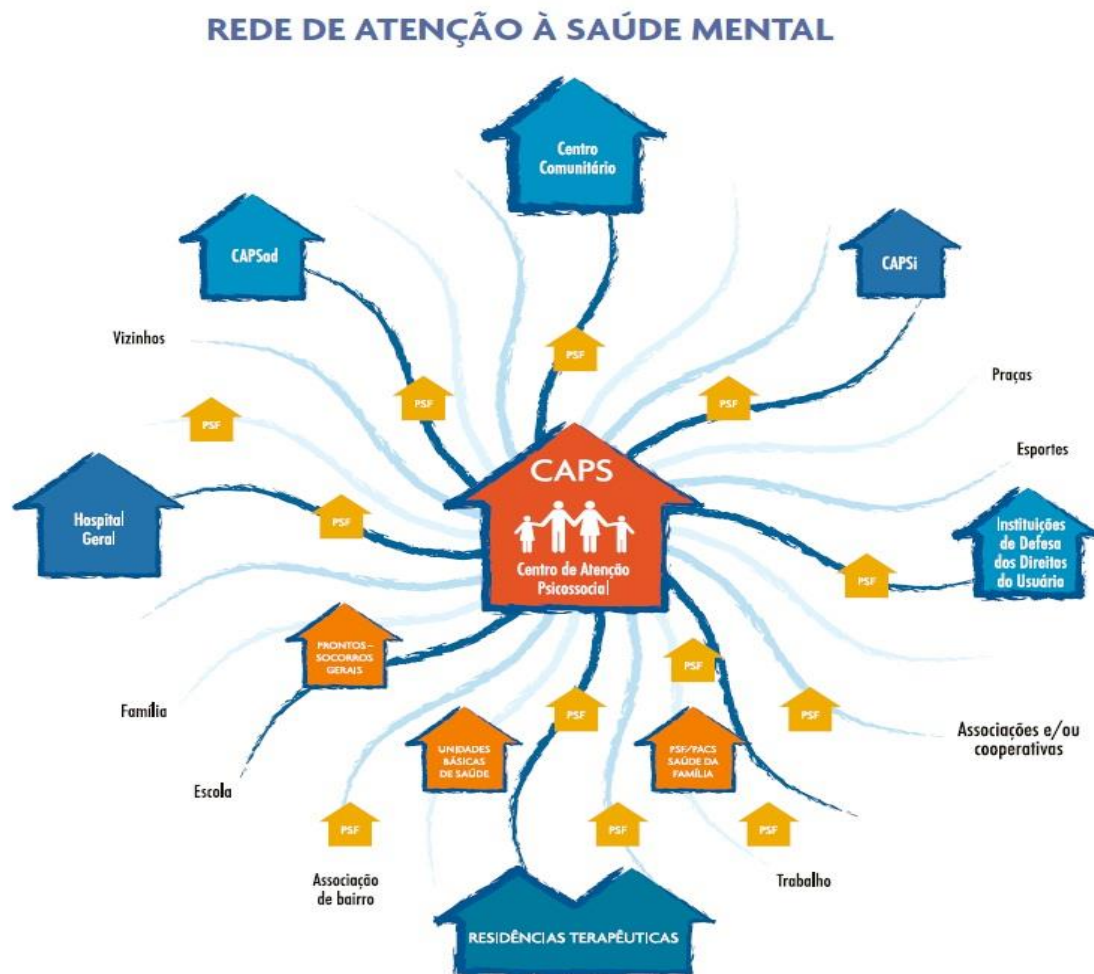 REDE DE ATENÇÃO À SAÚDE MENTAL
Centro
Comunitário
CAPSad
CAPSi
Vizinhos
PSF
PSF
PSF
Praças
PSF
CAPS
Centro de Atenção
Psicossocial
Esportes
Hospital
Geral
PSF
Instituições
de Defesa
dos Direitos
do Usuária
PSF
PRONTOS–
SOCORROS
GERAIS
PSF
Família
PSF
PSF
Associações e/ou
cooperativas
UNIDADES
BÁSICAS
DE SAÚDE
PSF/PACS
SAÚDE DA
FAMÍLIA
Escola
PSF
PSF
PSF
Associação
de bairro
Trabalho
RESIDÊNCIAS TERAPÊUTICAS